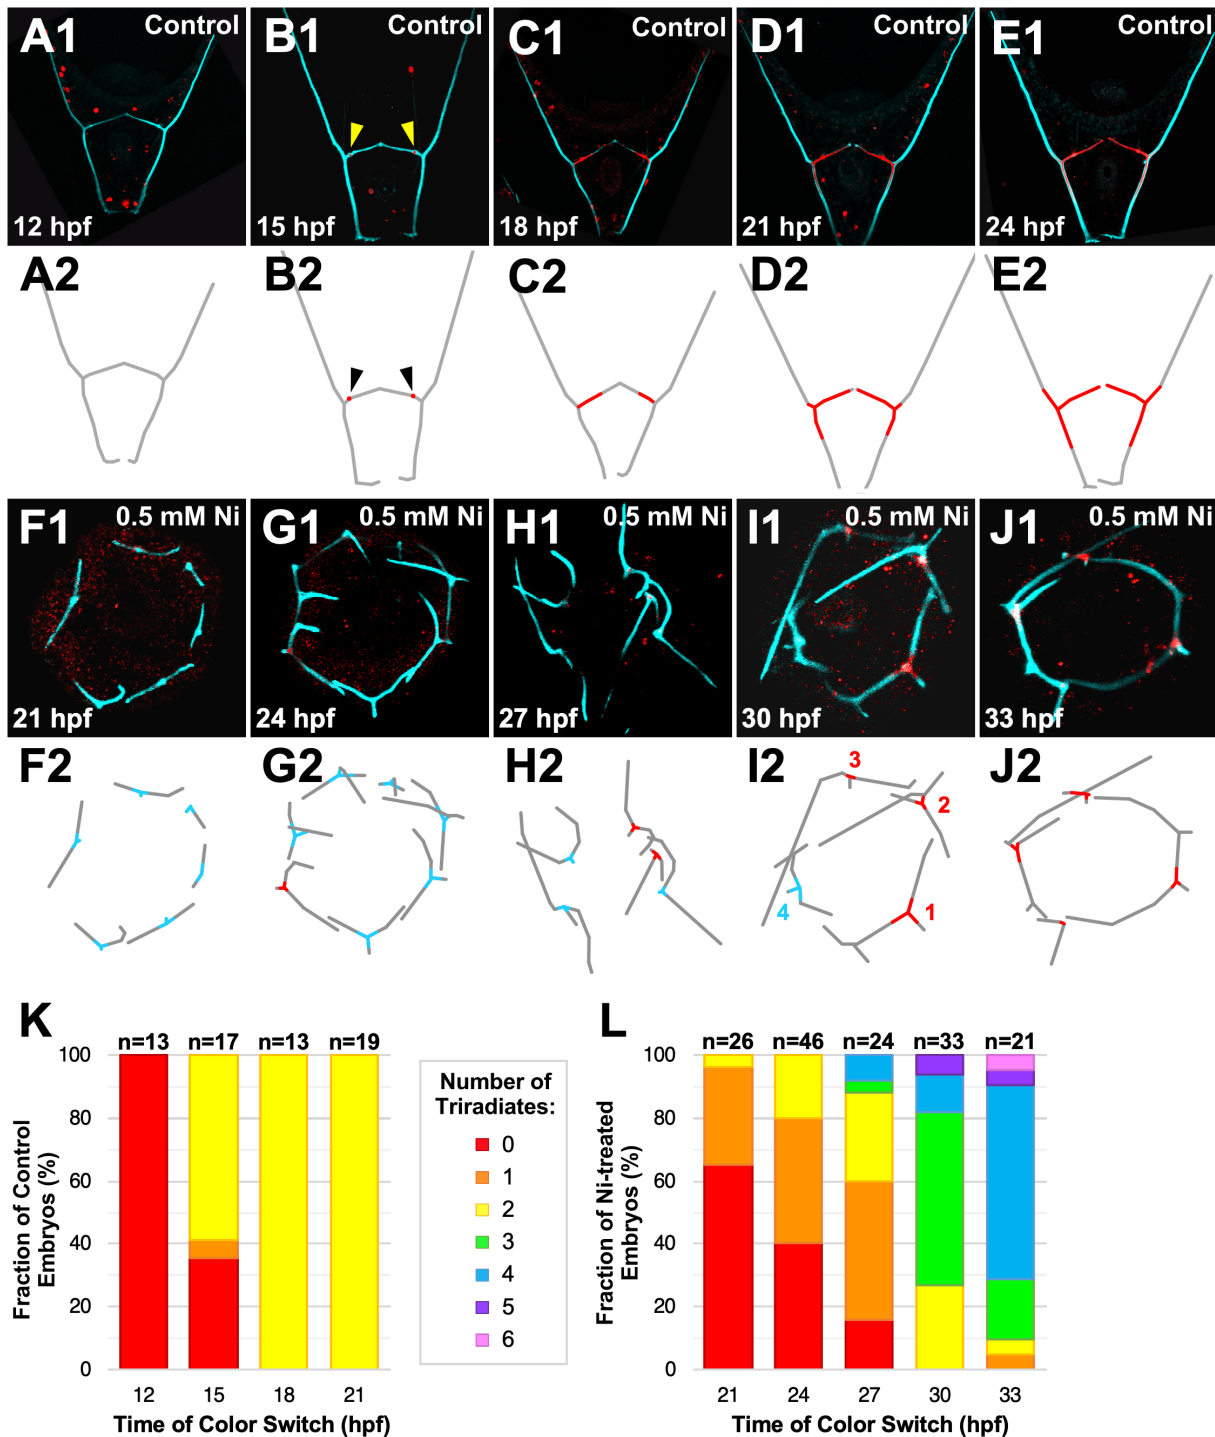 A1 Control
12 hpf
B1 Control
15 hpf
C1 Control
18 hpf
D1 Control
21 hpf
E1 Control
24 hpf
A2
B2
C2
D2
E2
F1 0.5 mM Ni
21 hpf
G1 0.5 mM Ni
24 hpf
H1 0.5 mM Ni
27 hpf
I1 0.5 mM Ni
30 hpf
J1 0.5 mM Ni
33 hpf
F2
G2
H2
I2
3
2
4
1
J2
K
n=13 n=17 n=13 n=19
100
80
60
40
20
0
12 15 18 21
Time of Color Switch (hpf)
Fraction of Control
Embryos (%)
Number of
Triradiates:
0
1
2
3
4
5
6
L
n=26 n=46 n=24 n=33 n=21
100
80
60
40
20
0
21 24 27 30 33
Time of Color Switch (hpf)
Fraction of Ni-treated
Embryos (%)